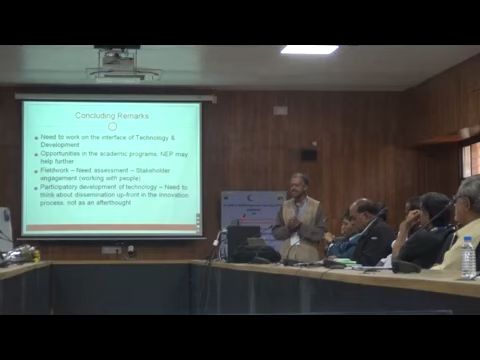 Concluding Remarks
Need to work on the interface of Technology &
Development
Opportunities in the academic programs, NEP may
help further
Fieldwork – Need assessment – Stakeholder
engagement (working with people)
Participatory development of technology – Need to
think about dissemination up-front in the innovation
process, not as an afterthought